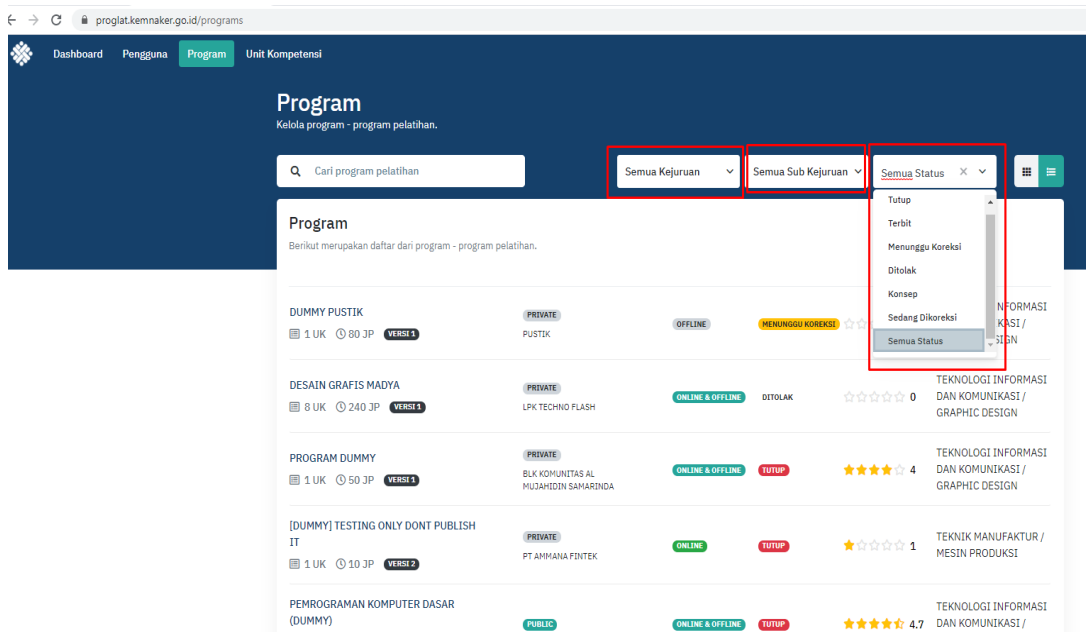 proglat.kemnaker.go.id/programs
Dashboard Pengguna Program Unit Kompetensi
Program
Kelola program - program pelatihan.
Cari program pelatihan
Semua Kejuruan
Semua Sub Kejuruan
Semua Status
Tutup
Terbit
Menunggu Koreksi
Ditolak
Konsep
Sedang Dikoreksi
Semua Status
Program
Berikut merupakan daftar dari program - program pelatihan.
DUMMY PUSTIK
1 UK 80 JP VERSI 1
PRIVATE
PUSTIK
OFFLINE
MENUNGGU KOREKSI
DESAIN GRAFIS MADYA
8 UK 240 JP VERSI 1
PRIVATE
LPK TECHNO FLASH
ONLINE & OFFLINE
DITOLAK
0
TEKNOLOGI INFORMASI
DAN KOMUNIKASI /
GRAPHIC DESIGN
PROGRAM DUMMY
1 UK 50 JP VERSI 1
PRIVATE
BLK KOMUNITAS AL
MUJAHIDIN SAMARINDA
ONLINE & OFFLINE
TUTUP
4
TEKNOLOGI INFORMASI
DAN KOMUNIKASI /
GRAPHIC DESIGN
[DUMMY] TESTING ONLY DONT PUBLISH
IT
1 UK 10 JP VERSI 2
PRIVATE
PT AMMANA FINTEK
ONLINE
TUTUP
1
TEKNIK MANUFAKTUR /
MESIN PRODUKSI
PEMROGRAMAN KOMPUTER DASAR
(DUMMY)
PUBLIC
ONLINE & OFFLINE
TUTUP
4.7
TEKNOLOGI INFORMASI
DAN KOMUNIKASI /